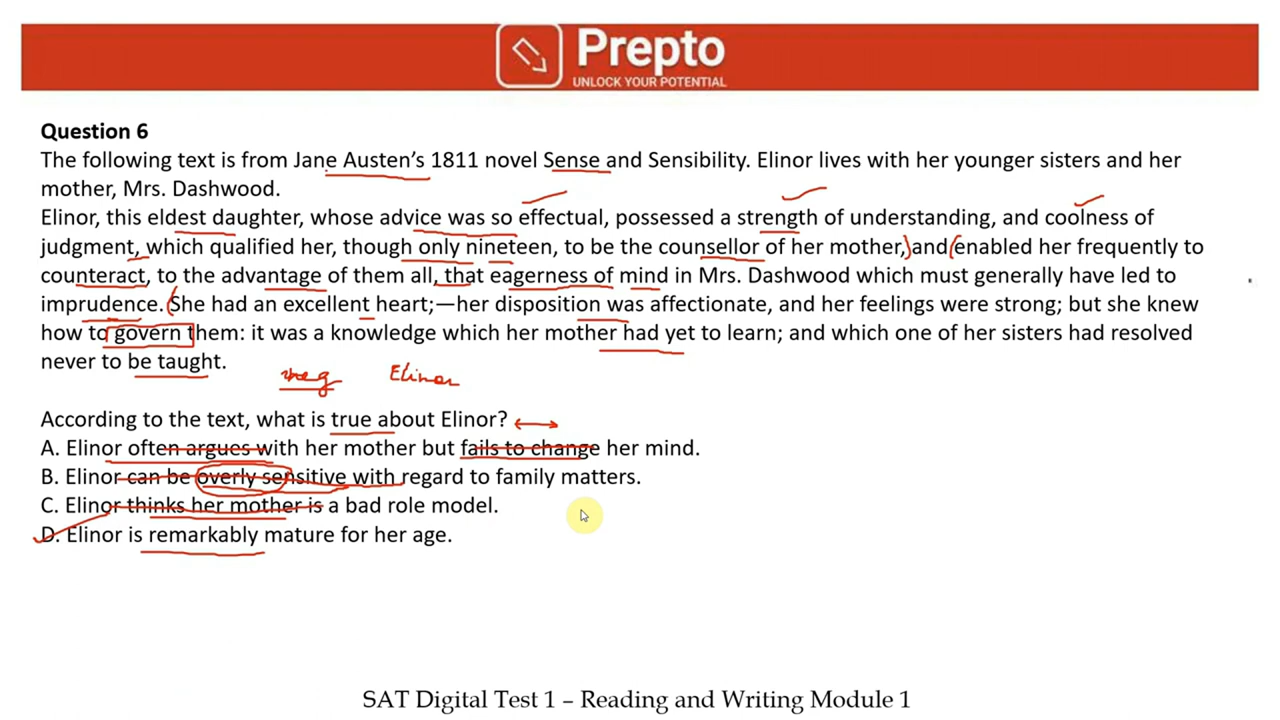 Prepto
UNLOCK YOUR POTENTIAL
Question 6
The following text is from Jane Austen's 1811 novel Sense and Sensibility. Elinor lives with her younger sisters and her
mother, Mrs. Dashwood.
Elinor, this eldest daughter, whose advice was so effectual, possessed a strength of understanding, and coolness of
judgment, which qualified her, though only nineteen, to be the counsellor of her mother, and enabled her frequently to
counteract, to the advantage of them all, that eagerness of mind in Mrs. Dashwood which must generally have led to
imprudence. She had an excellent heart;—her disposition was affectionate, and her feelings were strong; but she knew
how to govern them: it was a knowledge which her mother had yet to learn; and which one of her sisters had resolved
never to be taught.
Elinor
According to the text, what is true about Elinor?
A. Elinor often argues with her mother but fails to change her mind.
B. Elinor can be overly sensitive with regard to family matters.
C. Elinor thinks her mother is a bad role model.
D. Elinor is remarkably mature for her age.
SAT Digital Test 1 – Reading and Writing Module 1